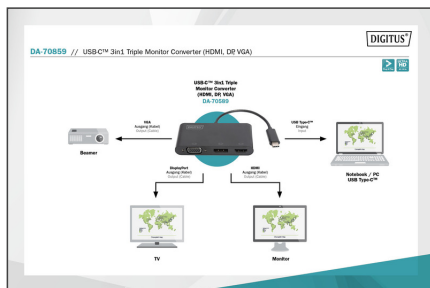 DIGITUS®
DA-70859 // USB-C™ 3in1 Triple Monitor Converter (HDMI, DP, VGA)
HD
USB-C™ 3in1 Triple
Monitor Converter
(HDMI, DP, VGA)
DA-70589
VGA
Ausgang (Kabel)
Output (Cable)
USB Type-C™
Eingang
Input
Beamer
Notebook / PC
USB Type-C™
DisplayPort
Ausgang (Kabel)
Output (Cable)
HDMI
Ausgang (Kabel)
Output (Cable)
TV
Monitor